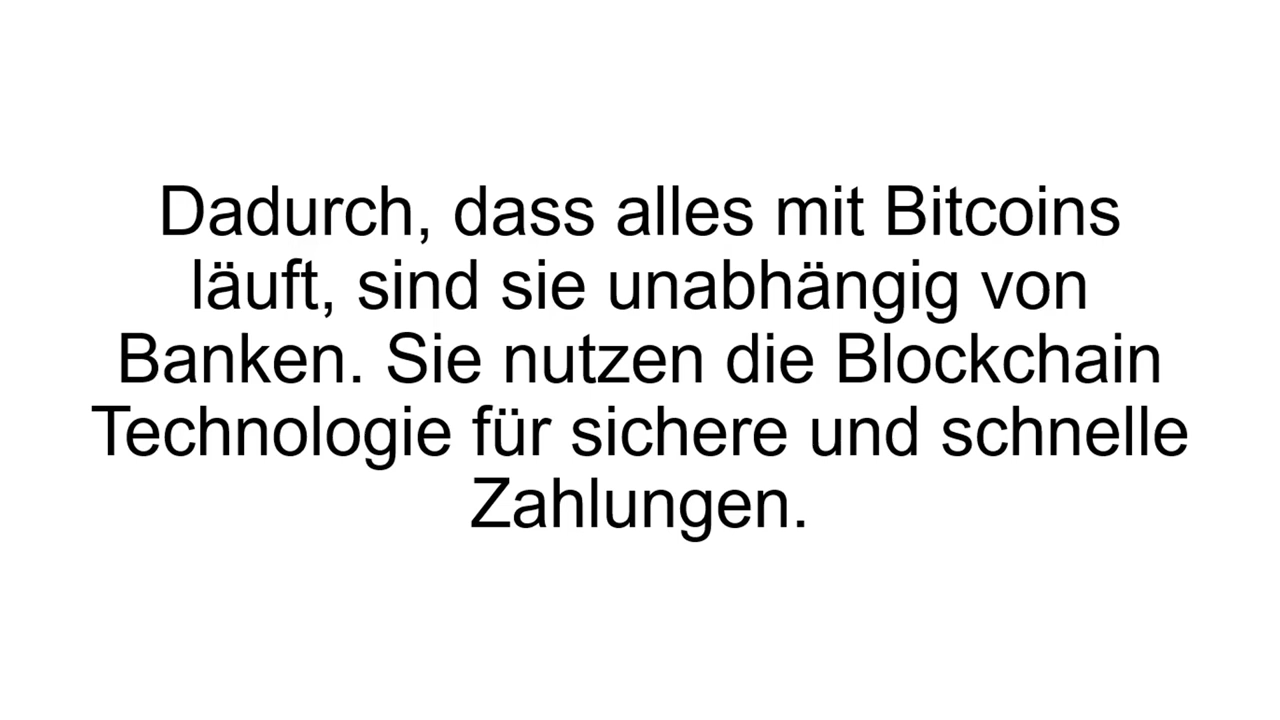 Dadurch, dass alles mit Bitcoins
läuft, sind sie unabhängig von
Banken. Sie nutzen die Blockchain
Technologie für sichere und schnelle
Zahlungen.